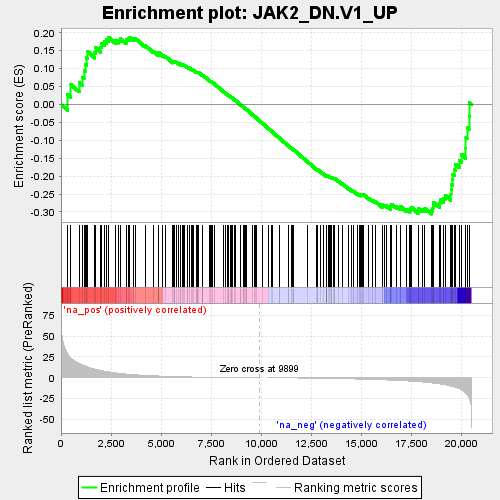 Enrichment plot: JAK2_DN.V1_UP
Enrichment score (ES)
0.20
0.15
0.10
0.05
0.00
-0.05
-0.10
-0.15
-0.20
-0.25
-0.30
'na_pos' (positively correlated)
Ranked list metric (PreRanked)
75
50
25
0
-25
-50
Zero cross at 9899
'na_neg' (negatively correlated)
0
2,500
5,000
7,500
10,000
12,500
15,000
17,500
20,000
Rank in Ordered Dataset
Enrichment profile
Hits
Ranking metric scores